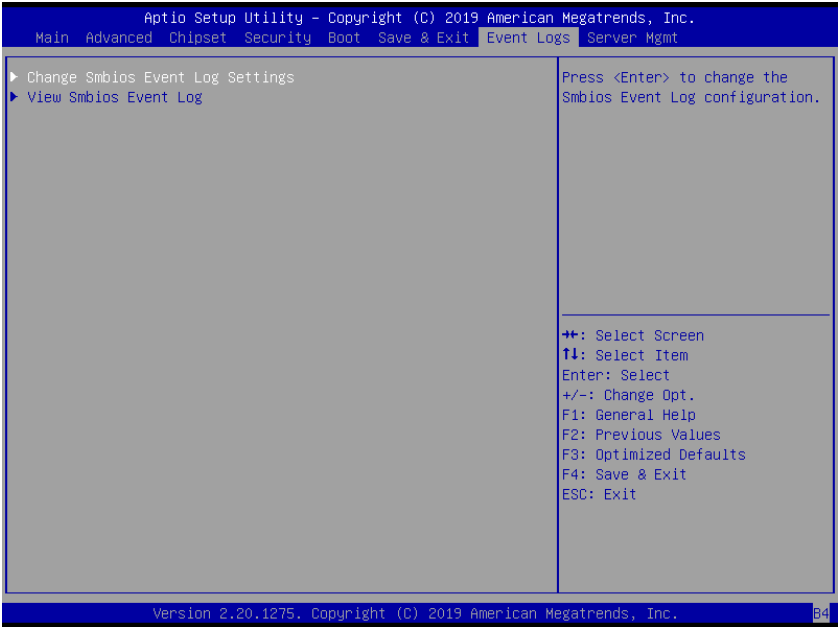 Aptio Setup Utility – Copyright (C) 2019 American Megatrends, Inc.
Main Advanced Chipset Security Boot Save & Exit Event Logs Server Mgmt
▶ Change Smbios Event Log Settings
▶ View Smbios Event Log
Press <Enter> to change the
Smbios Event Log configuration.
→←: Select Screen
↑↓: Select Item
Enter: Select
+/-: Change Opt.
F1: General Help
F2: Previous Values
F3: Optimized Defaults
F4: Save & Exit
ESC: Exit
Version 2.20.1275. Copyright (C) 2019 American Megatrends, Inc.
B4